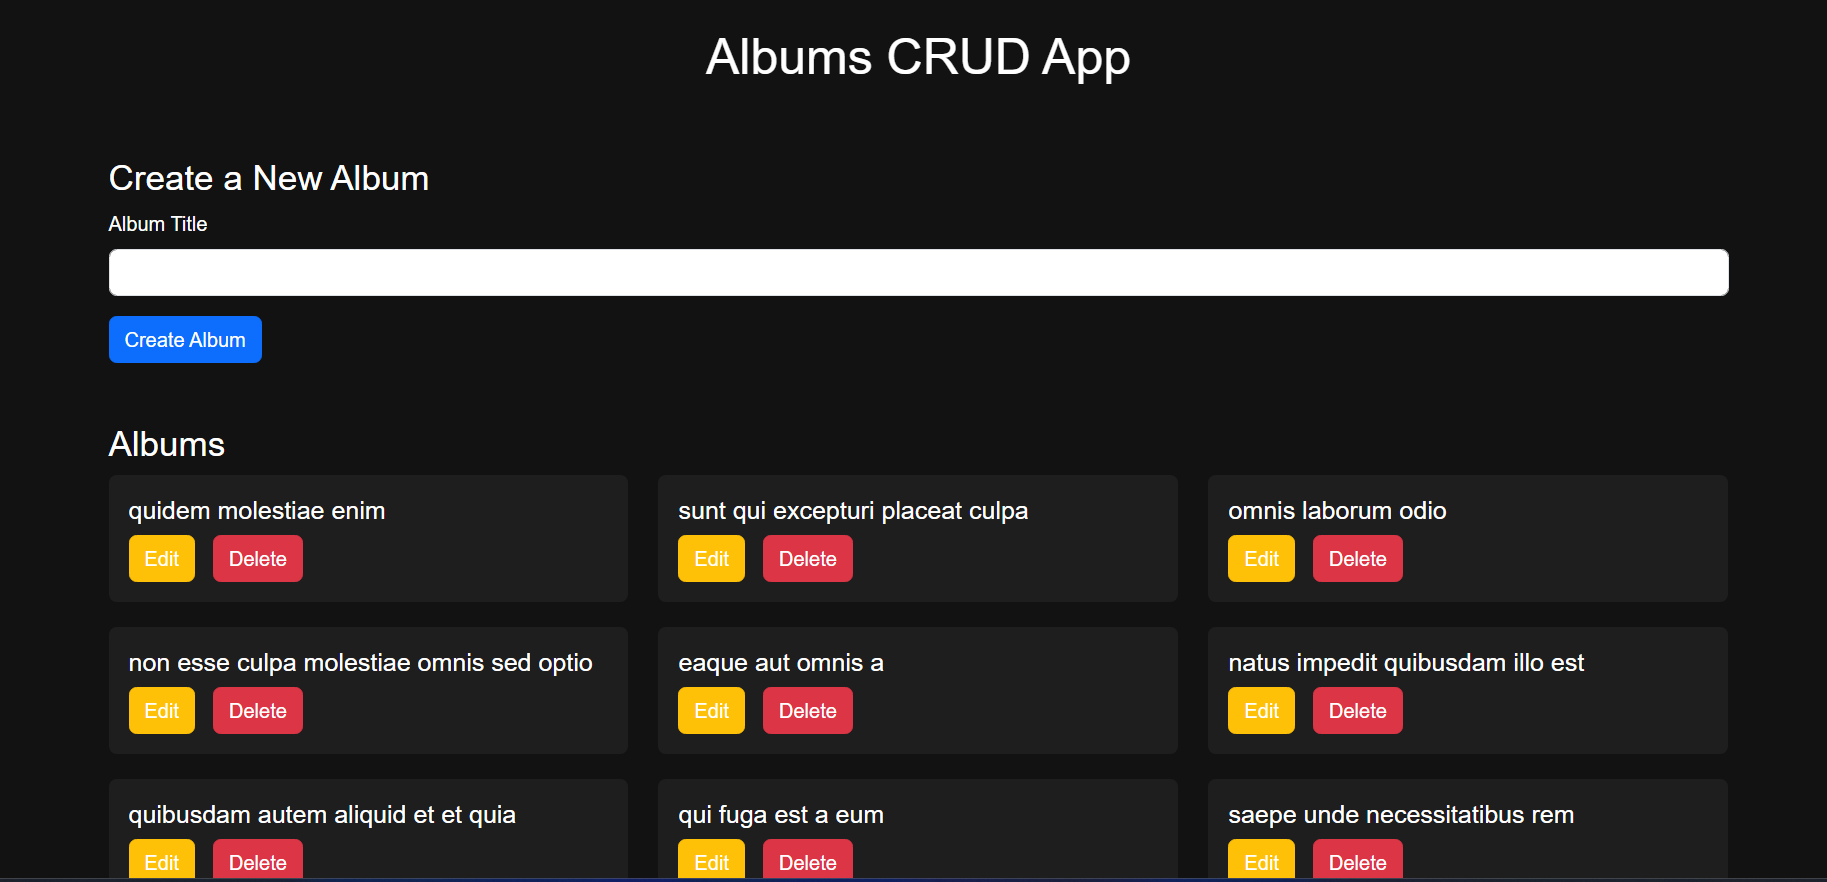 Albums CRUD App
Create a New Album
Album Title
Create Album
Albums
quidem molestiae enim
Edit Delete
sunt qui excepturi placeat culpa
Edit Delete
omnis laborum odio
Edit Delete
non esse culpa molestiae omnis sed optio
Edit Delete
eaque aut omnis a
Edit Delete
natus impedit quibusdam illo est
Edit Delete
quibusdam autem aliquid et et quia
Edit Delete
qui fuga est a eum
Edit Delete
saepe unde necessitatibus rem
Edit Delete